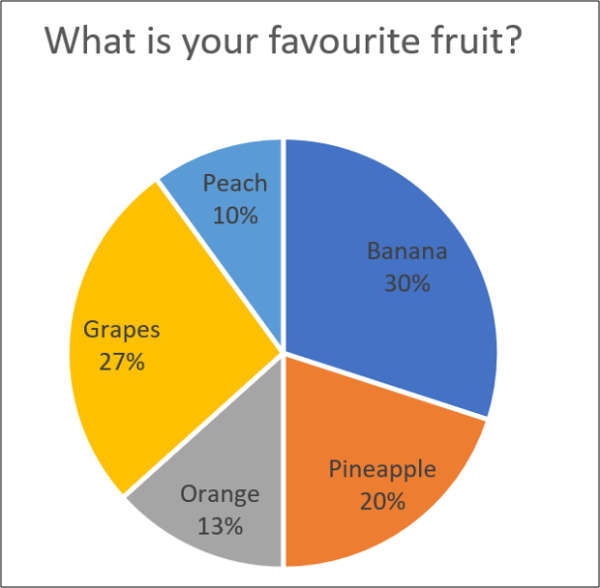 What is your favourite fruit?
Peach
10%
Banana
30%
Grapes
27%
Pineapple
20%
Orange
13%